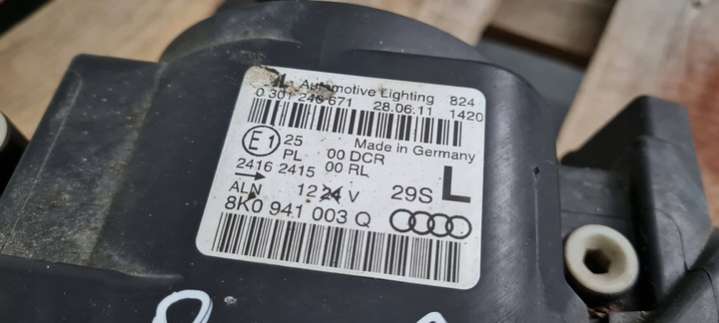 Automotive Lighting 824
0 301 246 671 28.06.11 1420
E1 25 Made in Germany
PL 00 DCR
2416 2415 00 RL
ALN 12 24 V 29S L
8K0 941 003 Q